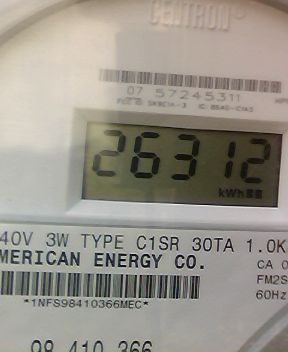 CENTRON®
07 57245311
26312
kWh
40V 3W TYPE C1SR 30TA 1.0K
MERICAN ENERGY CO.
CA 0
FM2S
60Hz
*1NFS98410366MEC*
98 410 366